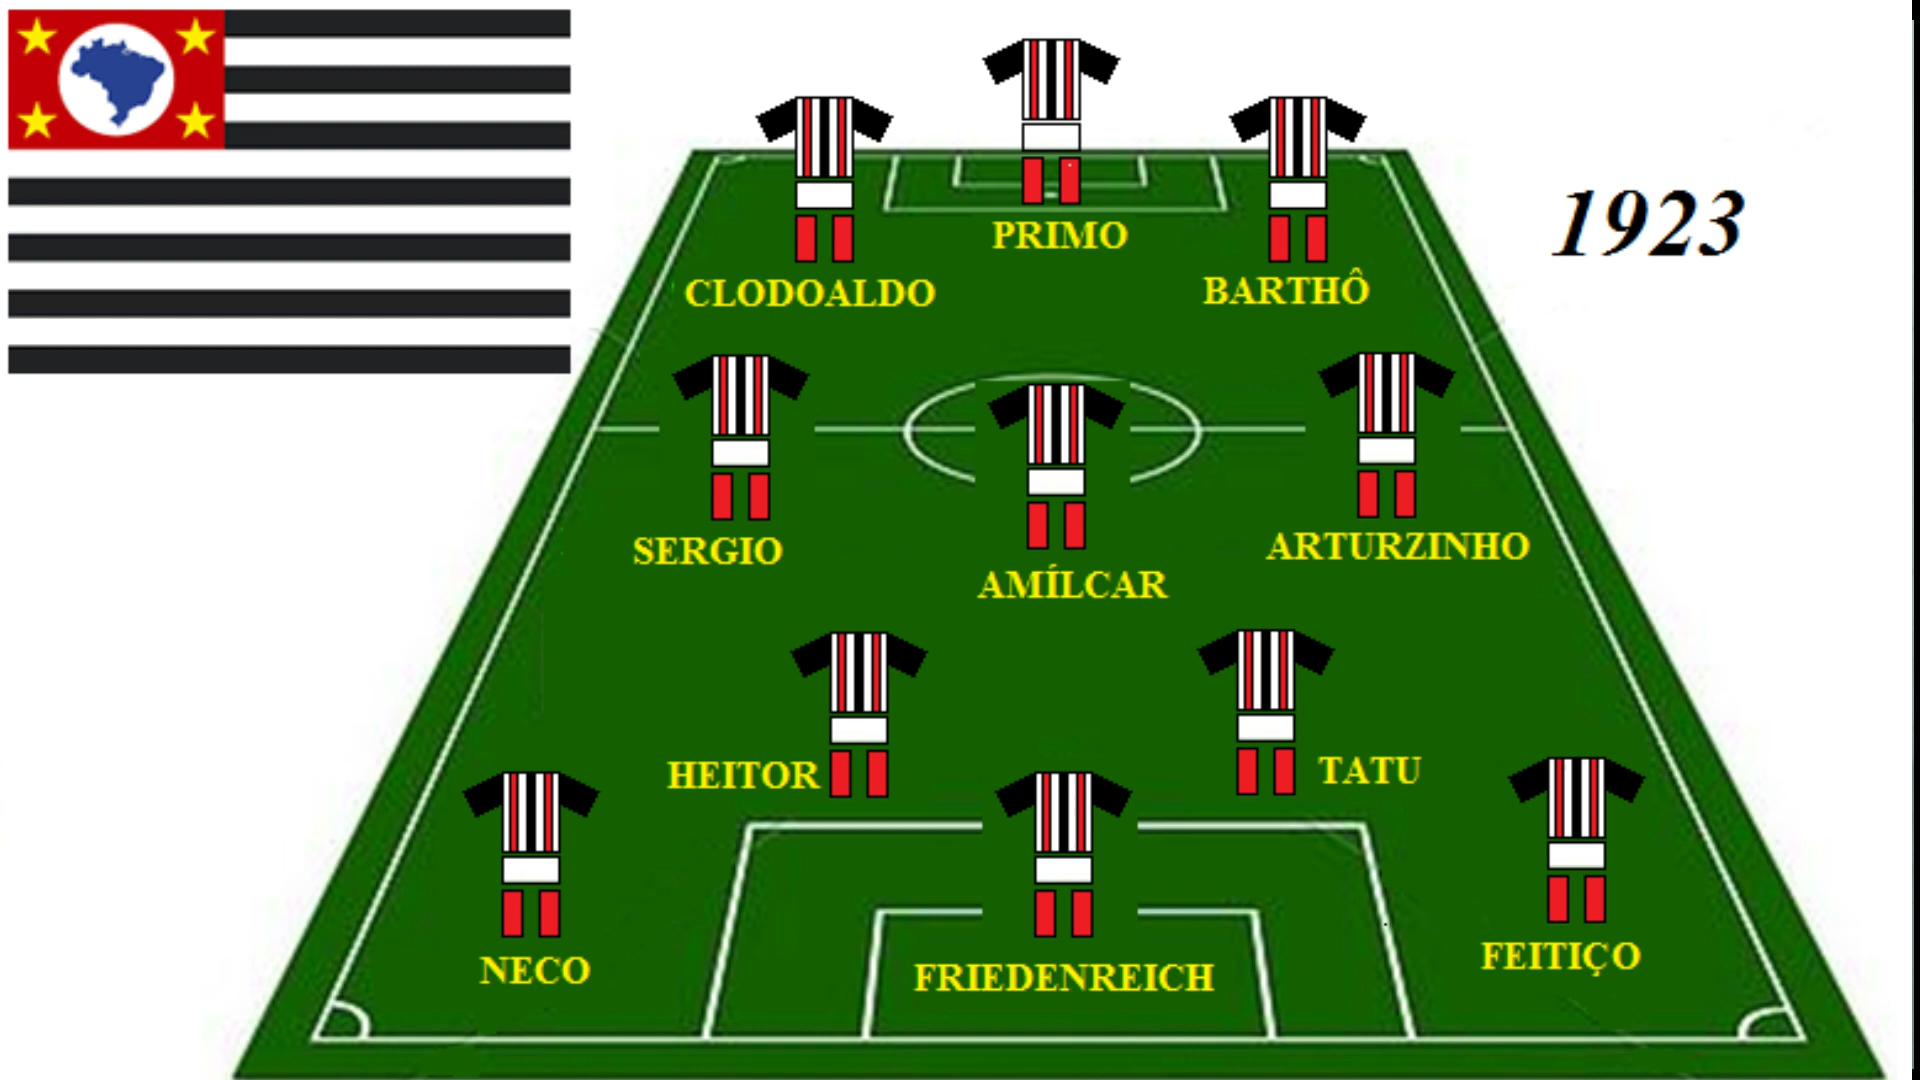 PRIMO
1923
CLODOALDO
BARTHÔ
SERGIO
AMÍLCAR
ARTURZINHO
HEITOR
TATU
NECO
FRIEDENREICH
FEITIÇO